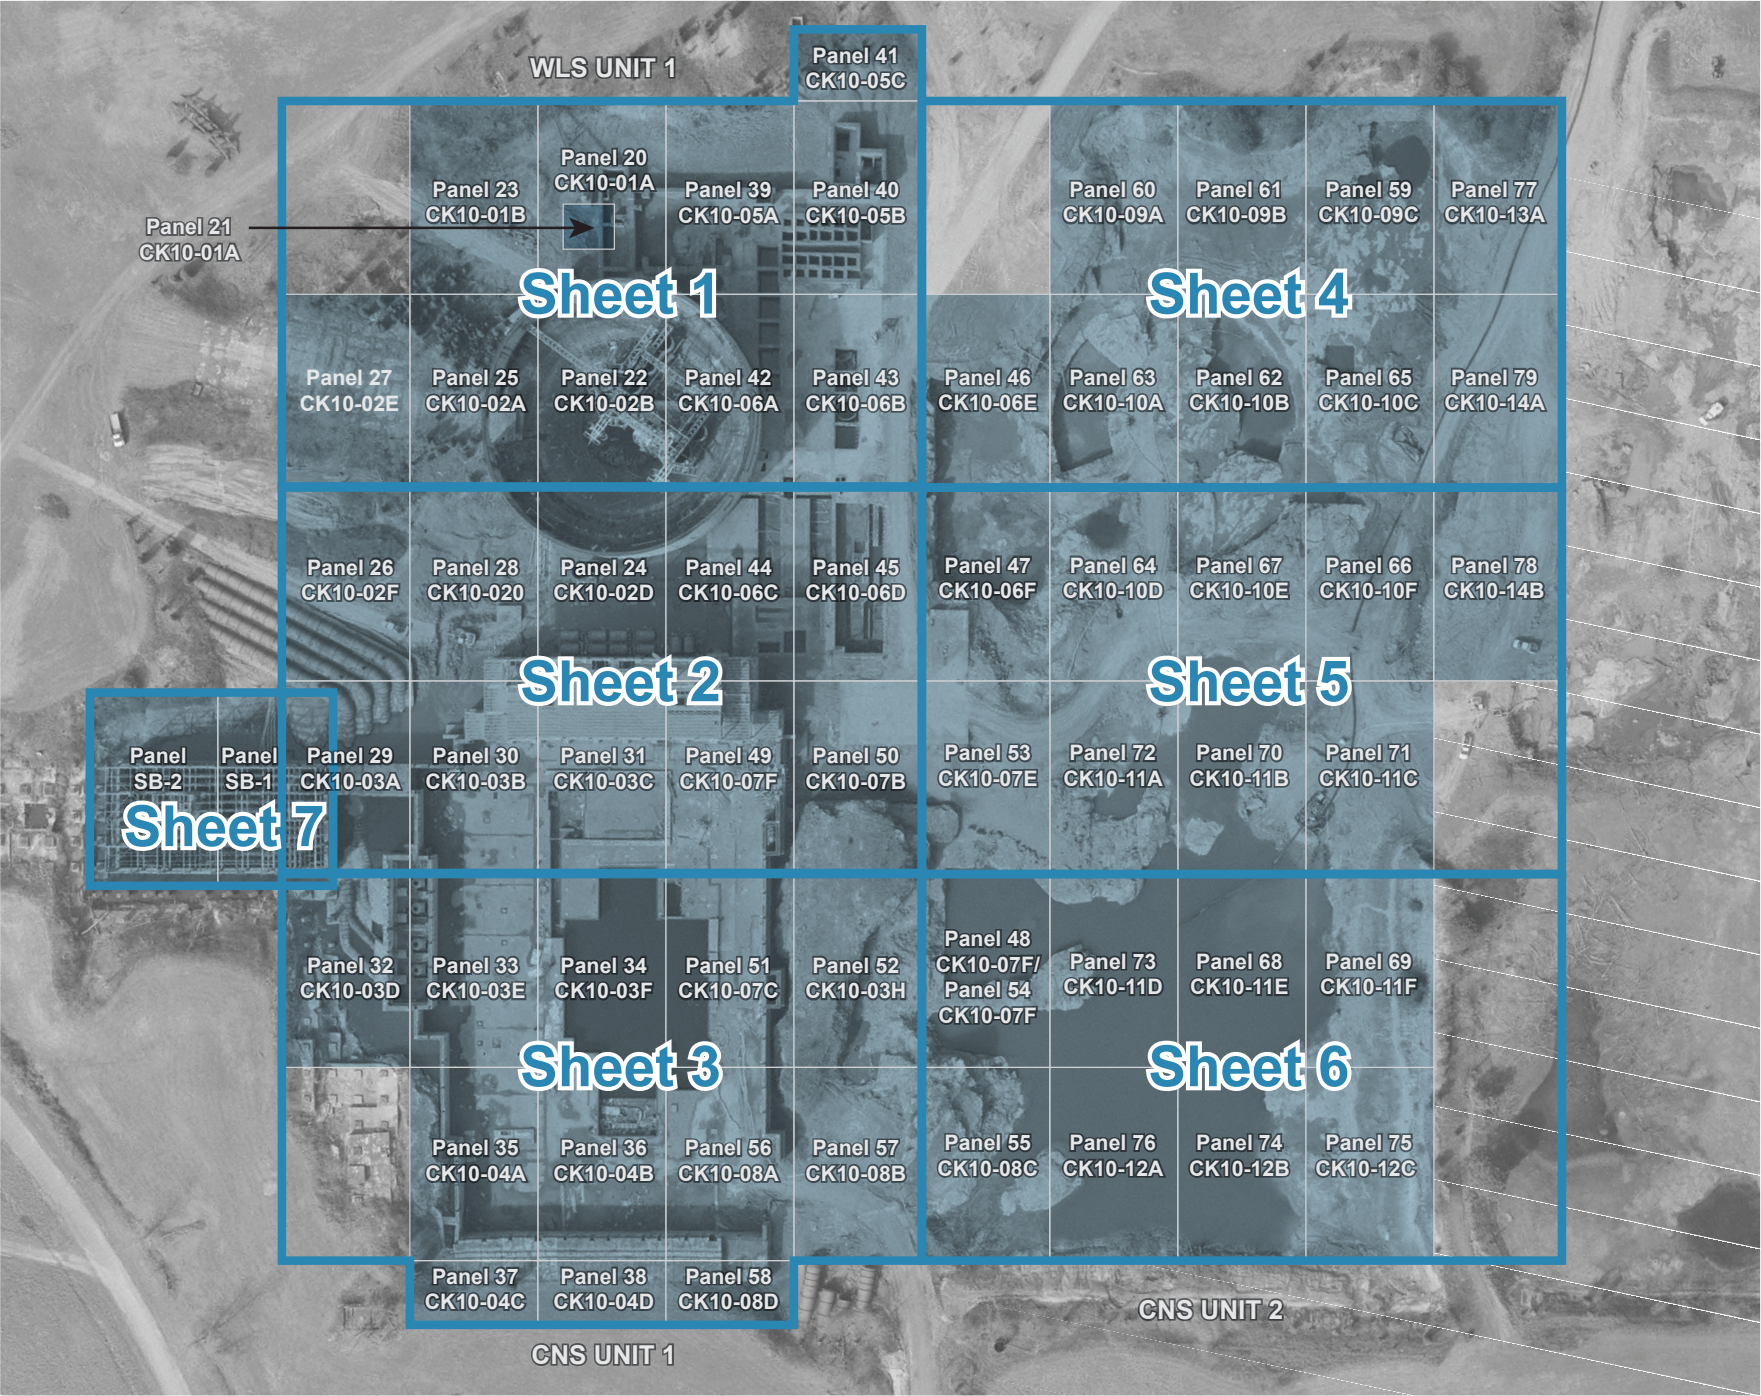 WLS UNIT 1
Panel 41
CK10-05C
Panel 21
CK10-01A
Panel 23
CK10-01B
Panel 20
CK10-01A
Panel 39
CK10-05A
Panel 40
CK10-05B
Panel 60
CK10-09A
Panel 61
CK10-09B
Panel 59
CK10-09C
Panel 77
CK10-13A
Sheet 1
Sheet 4
Panel 27
CK10-02E
Panel 25
CK10-02A
Panel 22
CK10-02B
Panel 42
CK10-06A
Panel 43
CK10-06B
Panel 46
CK10-06E
Panel 63
CK10-10A
Panel 62
CK10-10B
Panel 65
CK10-10C
Panel 79
CK10-14A
Panel 26
CK10-02F
Panel 28
CK10-020
Panel 24
CK10-02D
Panel 44
CK10-06C
Panel 45
CK10-06D
Panel 47
CK10-06F
Panel 64
CK10-10D
Panel 67
CK10-10E
Panel 66
CK10-10F
Panel 78
CK10-14B
Sheet 2
Sheet 5
Panel
SB-2
Panel
SB-1
Panel 29
CK10-03A
Panel 30
CK10-03B
Panel 31
CK10-03C
Panel 49
CK10-07F
Panel 50
CK10-07B
Panel 53
CK10-07E
Panel 72
CK10-11A
Panel 70
CK10-11B
Panel 71
CK10-11C
Sheet 7
Panel 32
CK10-03D
Panel 33
CK10-03E
Panel 34
CK10-03F
Panel 51
CK10-07C
Panel 52
CK10-03H
Panel 48
CK10-07F/
Panel 54
CK10-07F
Panel 73
CK10-11D
Panel 68
CK10-11E
Panel 69
CK10-11F
Sheet 3
Sheet 6
Panel 35
CK10-04A
Panel 36
CK10-04B
Panel 56
CK10-08A
Panel 57
CK10-08B
Panel 55
CK10-08C
Panel 76
CK10-12A
Panel 74
CK10-12B
Panel 75
CK10-12C
Panel 37
CK10-04C
Panel 38
CK10-04D
Panel 58
CK10-08D
CNS UNIT 2
CNS UNIT 1